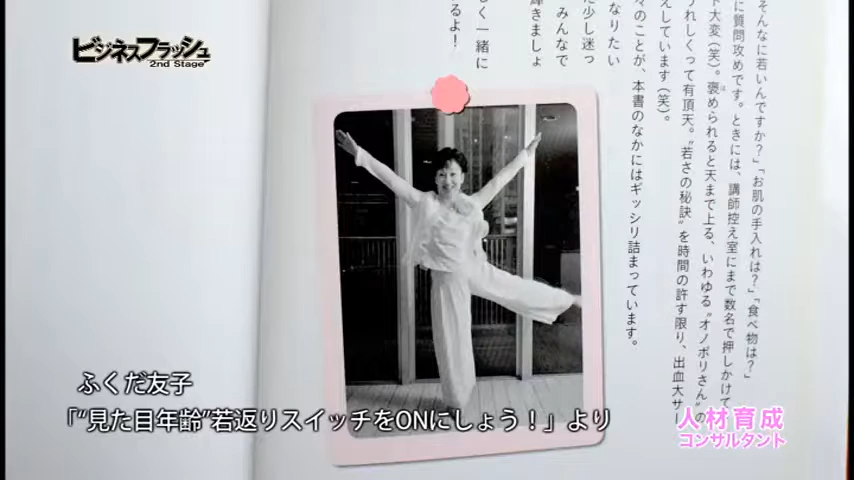 ビジネスフラッシュ
2nd Stage
そんなに若いんですか?」「お肌の手入れは?」「食べ物は?」
に質問攻めです。ときには、講師控え室にまで数名で押しかけて
ト大変(笑)。褒められると天まで上る、いわゆる〝オノボリさん〟の
うれしくって有頂天。〝若さの秘訣〟を時間の許す限り、出血大サー
えしています(笑)。
々のことが、本書のなかにはギッシリ詰まっています。
なりたい
た少し迷っ
みんなで
輝きましょ
しく一緒に
るよ!
ふくだ友子
「“見た目年齢”若返りスイッチをONにしょう!」より
人材育成
コンサルタント